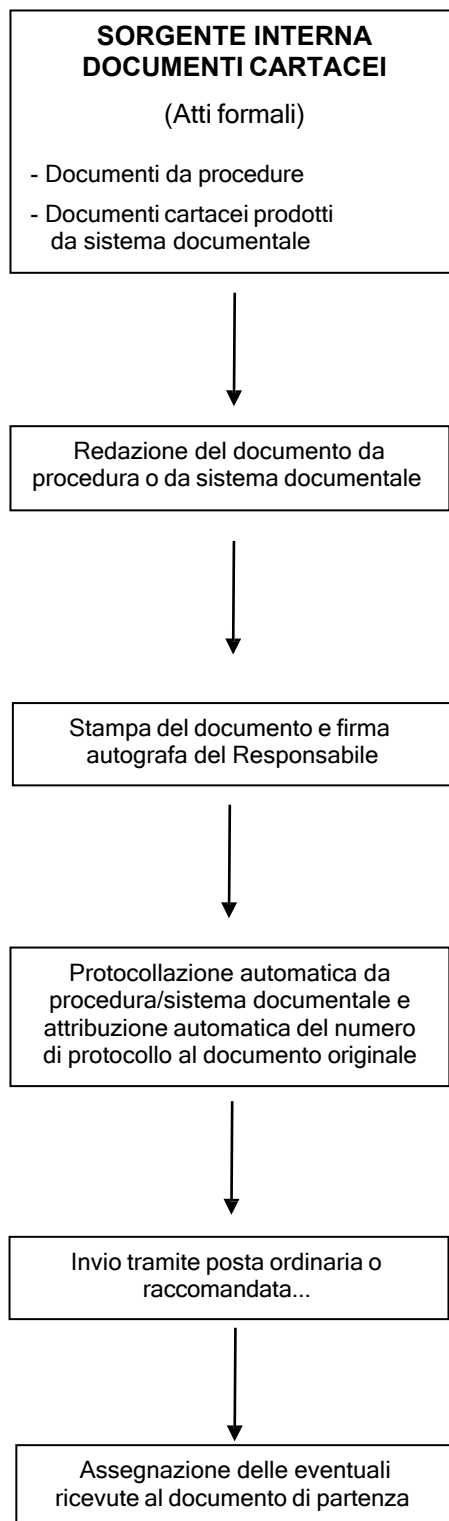 SORGENTE INTERNA
DOCUMENTI CARTACEI
(Atti formali)
- Documenti da procedure
- Documenti cartacei prodotti
da sistema documentale
Redazione del documento da
procedura o da sistema documentale
Stampa del documento e firma
autografa del Responsabile
Protocollazione automatica da
procedura/sistema documentale e
attribuzione automatica del numero
di protocollo al documento originale
Invio tramite posta ordinaria o
raccomandata...
Assegnazione delle eventuali
ricevute al documento di partenza